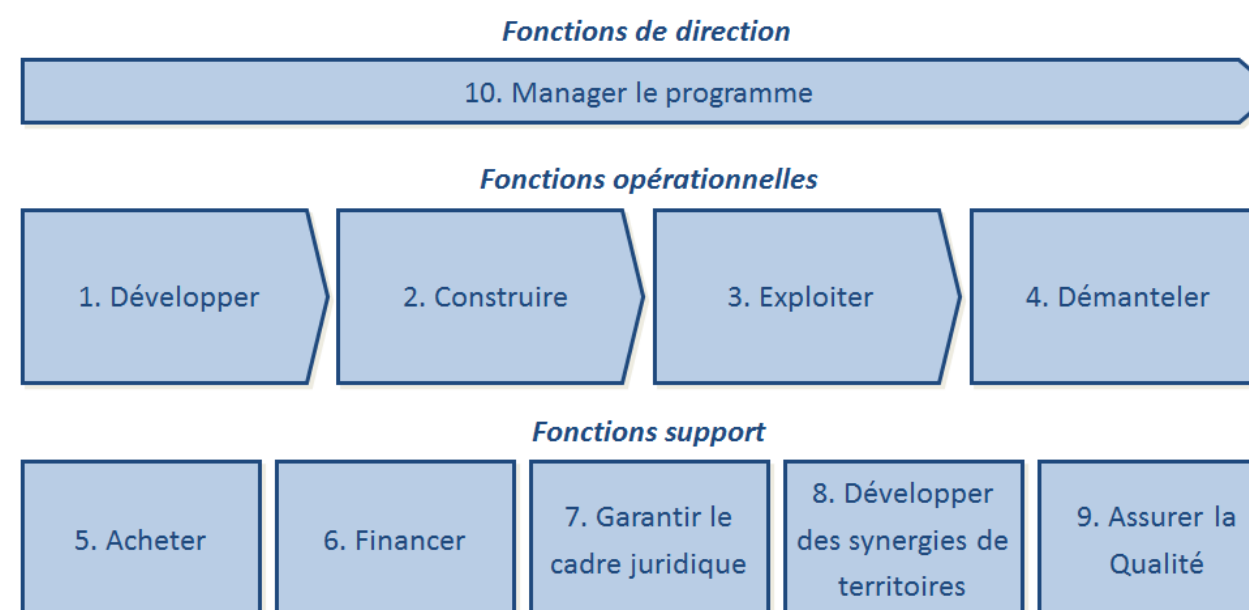 Fonctions de direction
10. Manager le programme
Fonctions opérationnelles
1. Développer
2. Construire
3. Exploiter
4. Démanteler
Fonctions support
5. Acheter
6. Financer
7. Garantir le
cadre juridique
8. Développer
des synergies de
territoires
9. Assurer la
Qualité